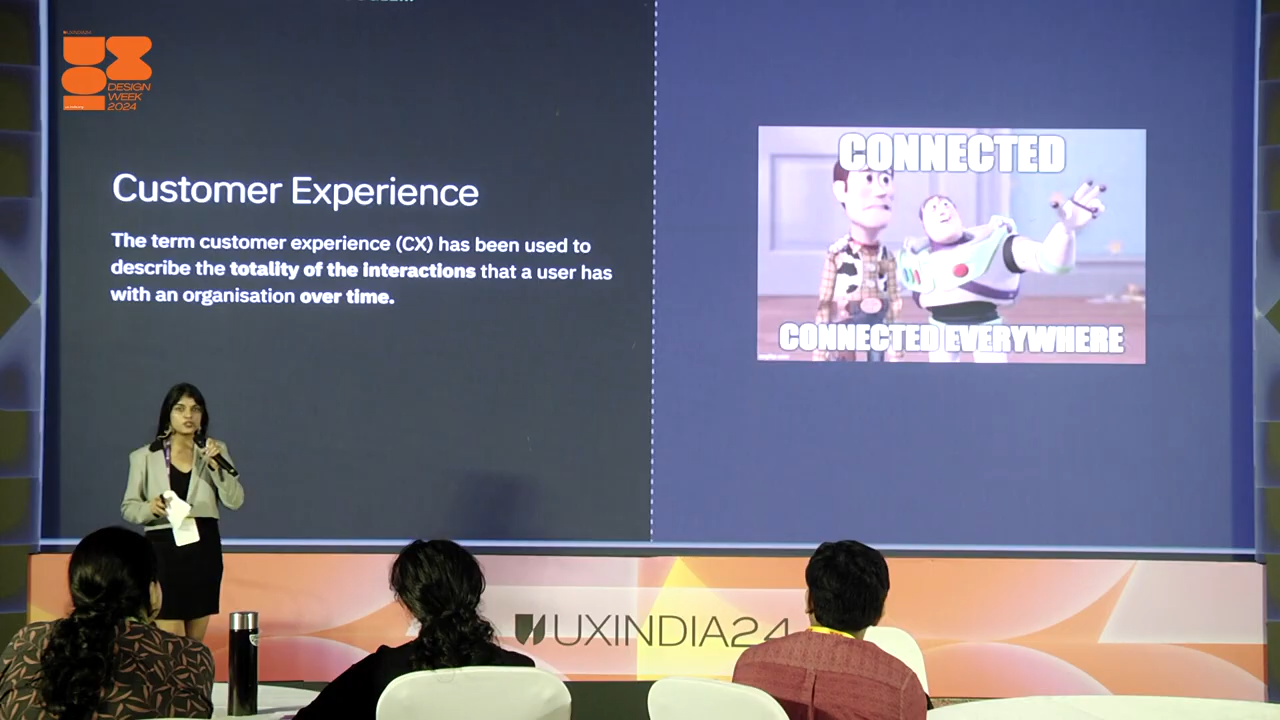 UXINDIA24
DESIGN
WEEK
2024
Customer Experience
The term customer experience (CX) has been used to
describe the totality of the interactions that a user has
with an organisation over time.
CONNECTED
CONNECTED EVERYWHERE
UXINDIA24